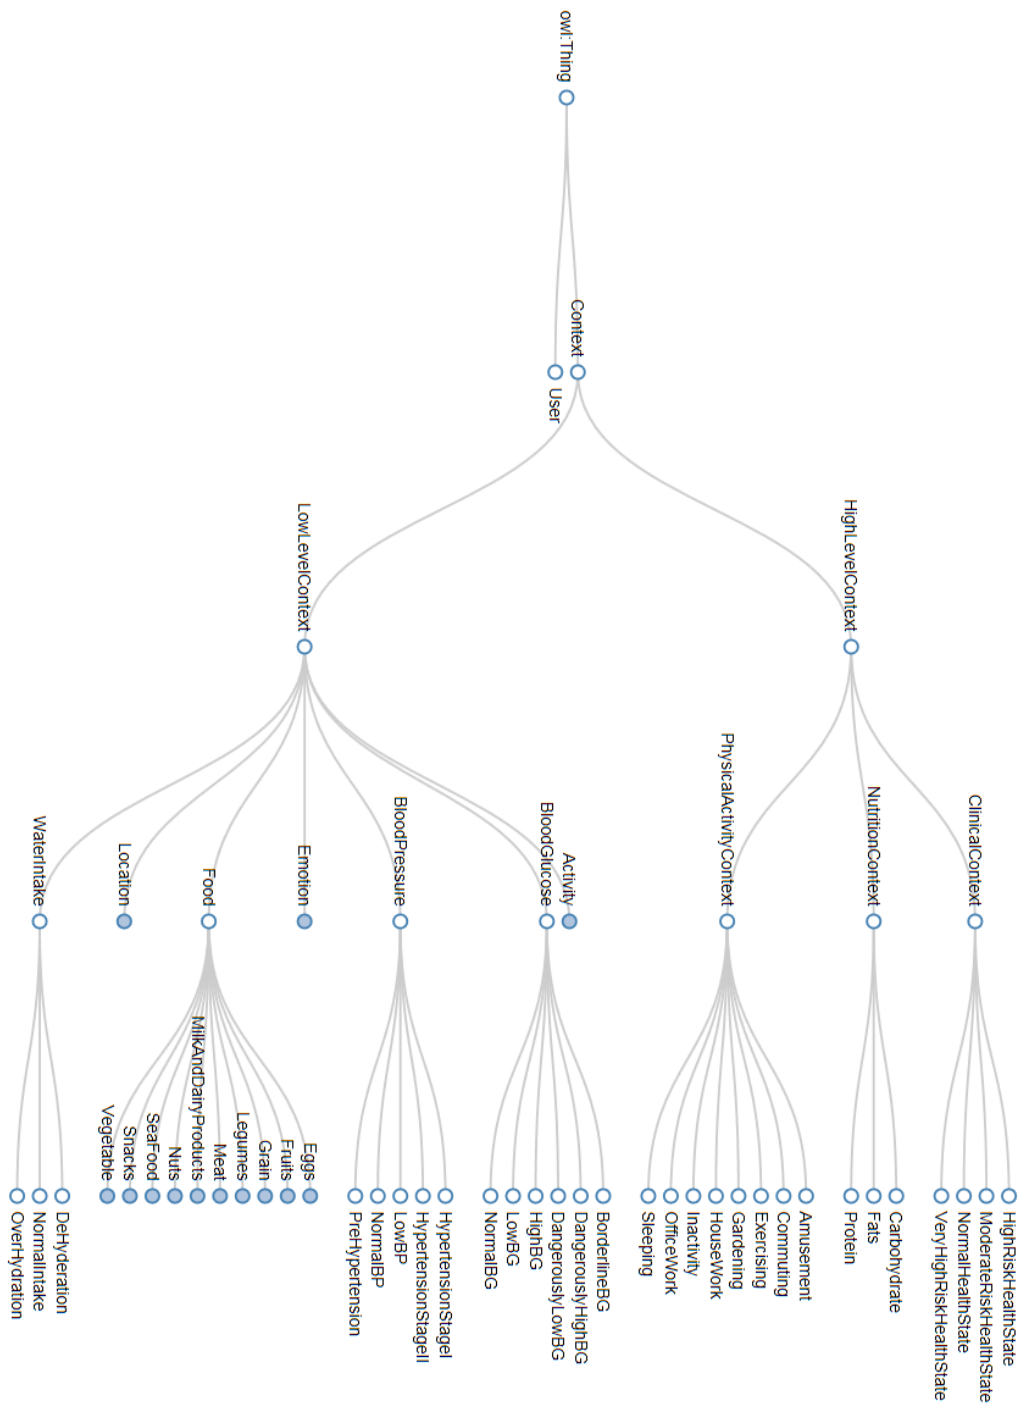 owl:Thing
Context
User
HighLevelContext
LowLevelContext
ClinicalContext
NutritionContext
PhysicalActivityContext
Activity
BloodGlucose
BloodPressure
Emotion
Food
Location
WaterIntake
HighRiskHealthState
ModerateRiskHealthState
NormalHealthState
VeryHighRiskHealthState
Carbohydrate
Fats
Protein
Amusement
Commuting
Exercising
Gardening
HouseWork
Inactivity
OfficeWork
Sleeping
BorderlineBG
DangerouslyHighBG
DangerouslyLowBG
HighBG
LowBG
NormalBG
HypertensionStageI
HypertensionStageII
LowBP
NormalBP
PreHypertension
Eggs
Fruits
Grain
Legumes
Meat
MilkAndDairyProducts
Nuts
SeaFood
Snacks
Vegetable
DeHyderation
NormalIntake
OverHydration